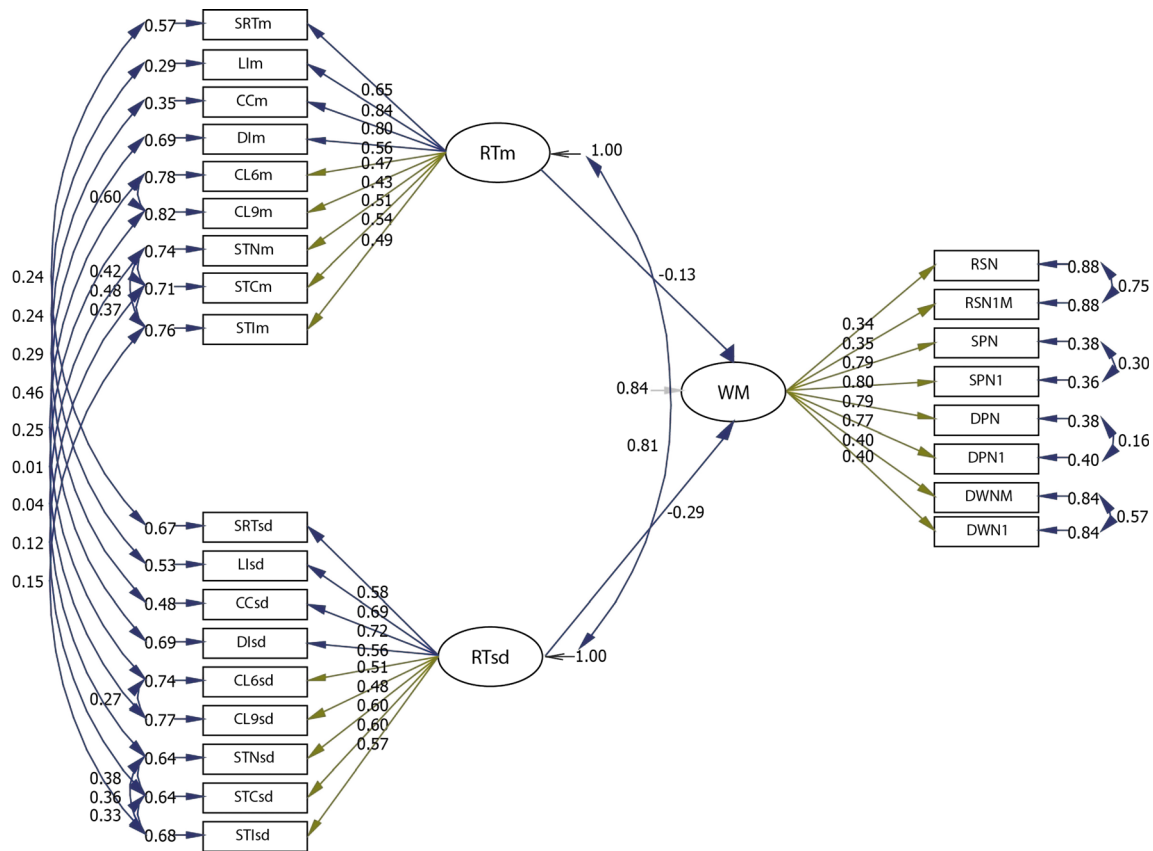 0.57 SRTm
0.29 LIm
0.35 CCm
0.69 DIm
0.78 CL6m
0.82 CL9m
0.74 STNm
0.71 STCm
0.76 STIm
0.60
0.42
0.48
0.37
0.65
0.84
0.80
0.56
0.47
0.43
0.51
0.54
0.49
RTm
1.00
0.24
0.24
0.29
0.46
0.25
0.01
0.04
0.12
0.15
-0.13
0.84
WM
0.81
-0.29
0.34
0.35
0.79
0.80
0.79
0.77
0.40
0.40
RSN 0.88
RSN1M 0.88
SPN 0.38
SPN1 0.36
DPN 0.38
DPN1 0.40
DWNM 0.84
DWN1 0.84
0.75
0.30
0.16
0.57
0.67 SRTsd
0.53 LIsd
0.48 CCsd
0.69 DIsd
0.74 CL6sd
0.77 CL9sd
0.64 STNsd
0.64 STCsd
0.68 STIsd
0.27
0.38
0.36
0.33
0.58
0.69
0.72
0.56
0.51
0.48
0.60
0.60
0.57
RTsd
1.00